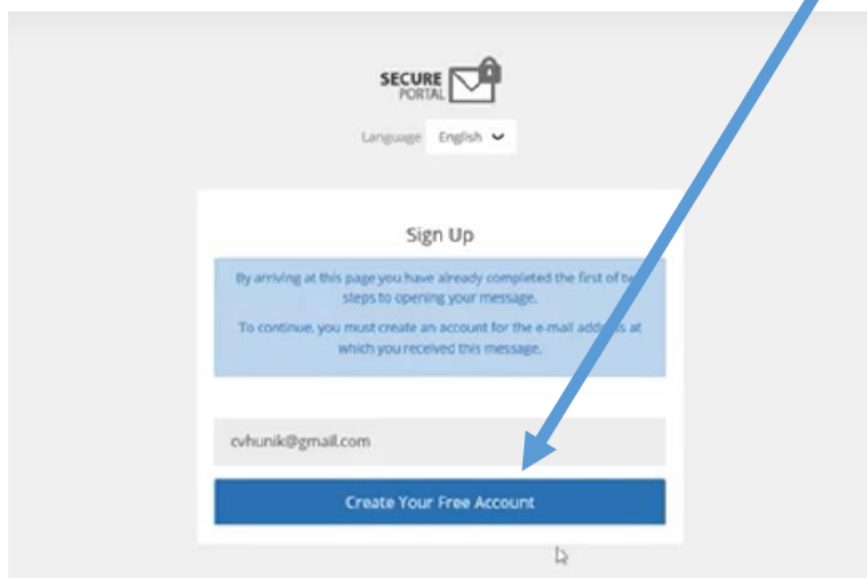 SECURE
PORTAL
Language English
Sign Up
By arriving at this page you have already completed the first of
steps to opening your message.
To continue, you must create an account for the e-mail address at
which you received this message.
cvhunik@gmail.com
Create Your Free Account